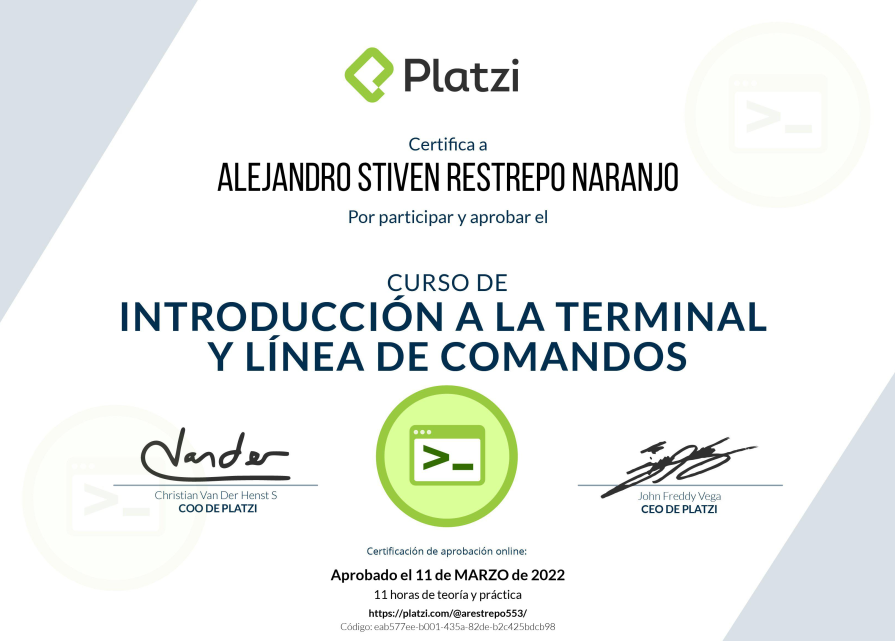 Platzi
Certifica a
ALEJANDRO STIVEN RESTREPO NARANJO
Por participar y aprobar el
CURSO DE
INTRODUCCIÓN A LA TERMINAL
Y LÍNEA DE COMANDOS
Vander
Christian Van Der Henst S
COO DE PLATZI
John Freddy Vega
CEO DE PLATZI
Certificación de aprobación online:
Aprobado el 11 de MARZO de 2022
11 horas de teoría y práctica
https://platzi.com/@arestrepo553/
Código: eab577ee-b001-435a-82de-b2c425bdcb98